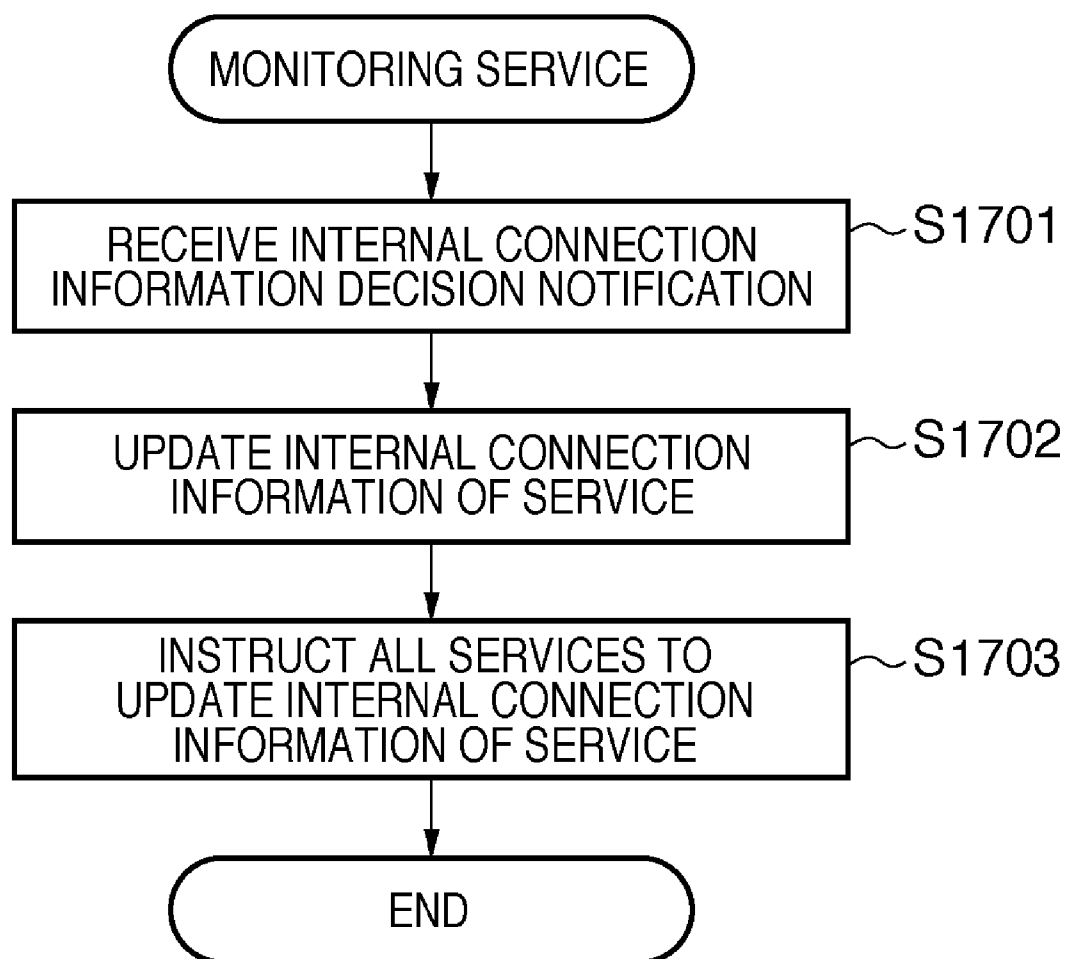 MONITORING SERVICE
RECEIVE INTERNAL CONNECTION
INFORMATION DECISION NOTIFICATION
S1701
UPDATE INTERNAL CONNECTION
INFORMATION OF SERVICE
S1702
INSTRUCT ALL SERVICES TO
UPDATE INTERNAL CONNECTION
INFORMATION OF SERVICE
S1703
END